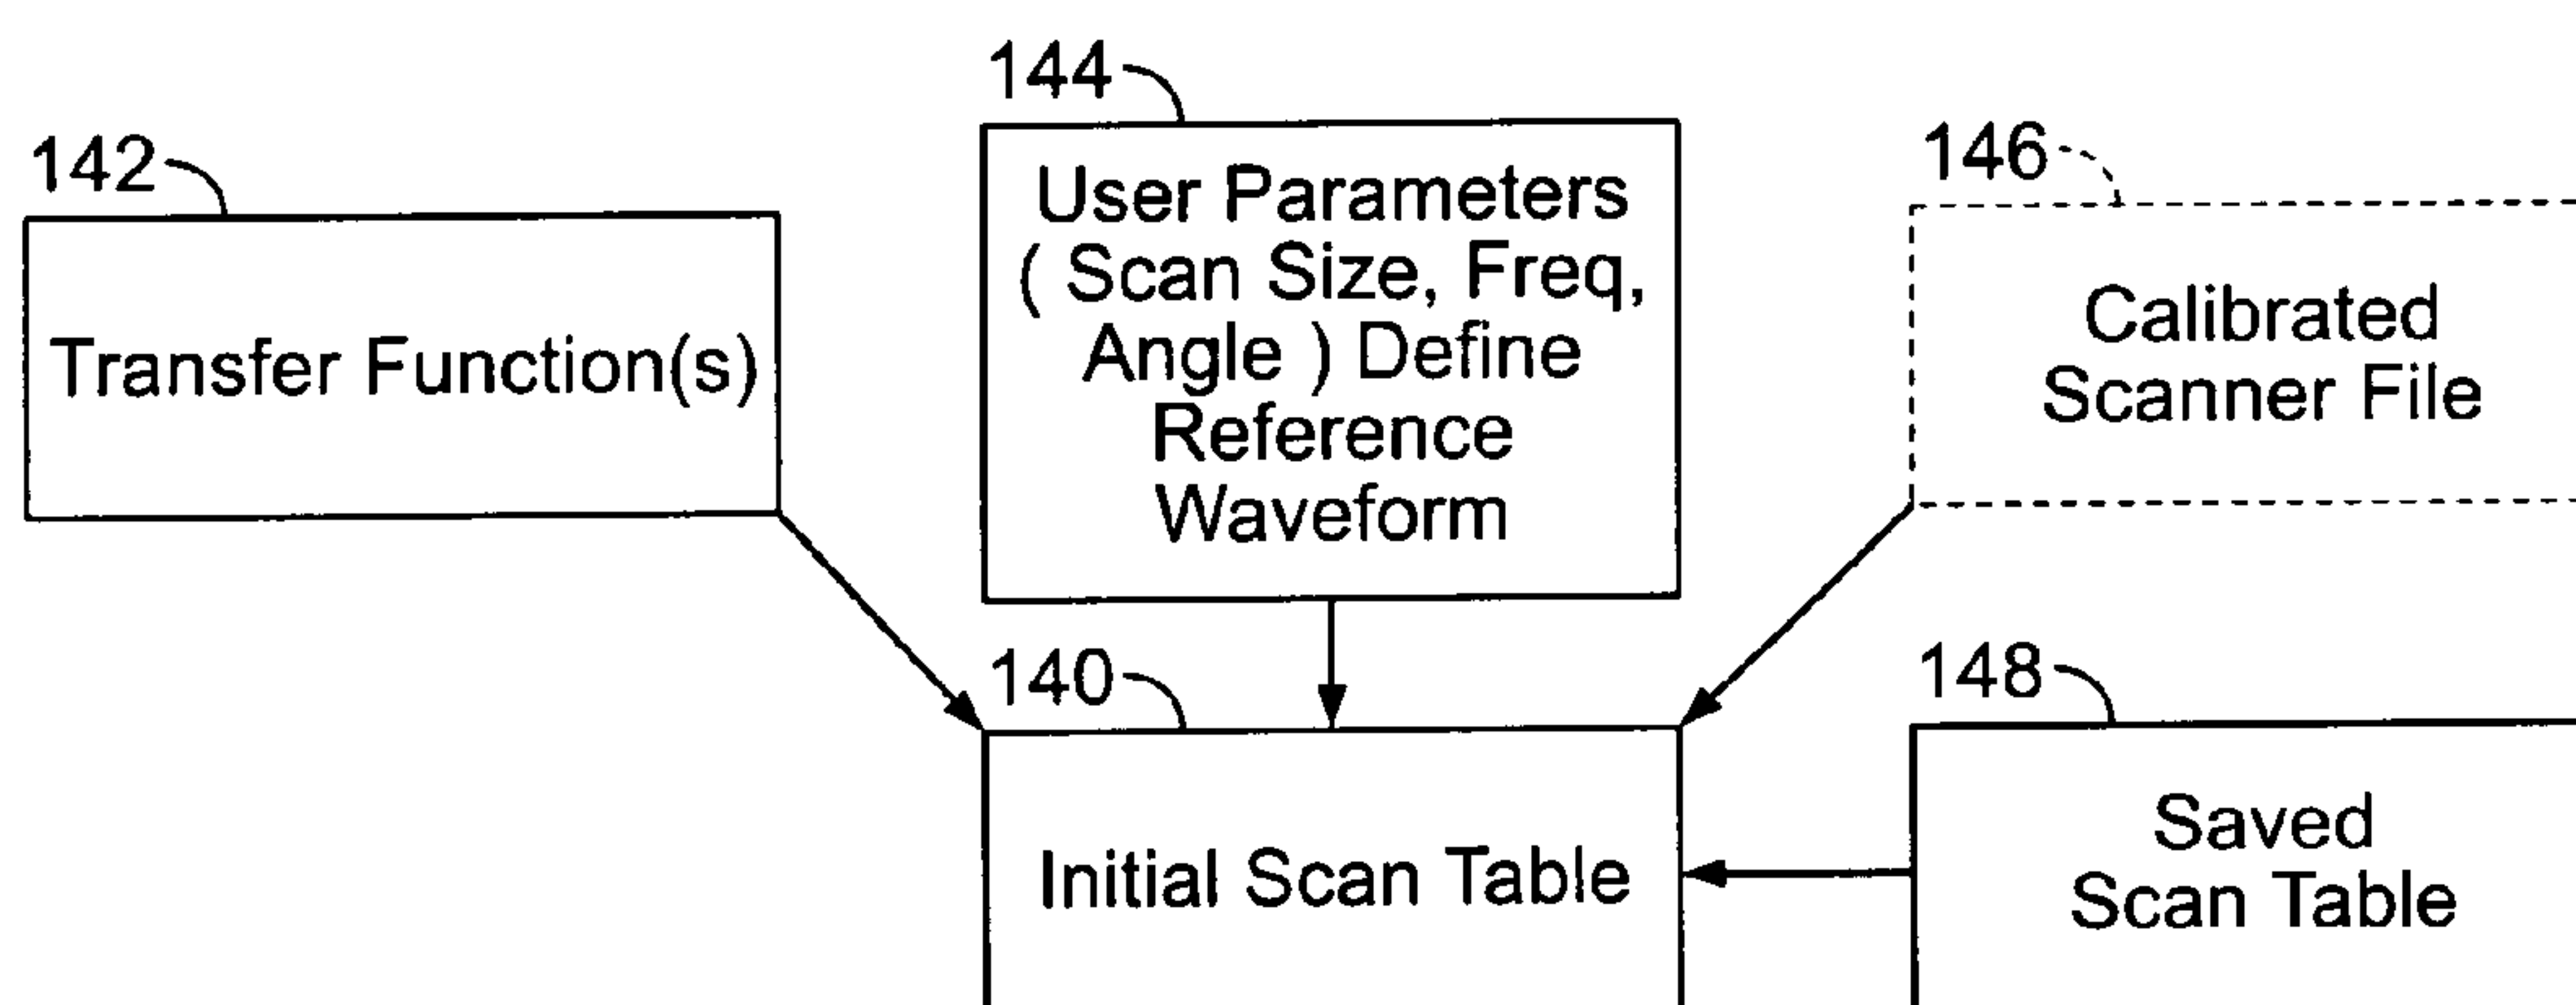 144
User Parameters
( Scan Size, Freq,
Angle ) Define
Reference
Waveform
142
Transfer Function(s)
146
Calibrated
Scanner File
140
Initial Scan Table
148
Saved
Scan Table